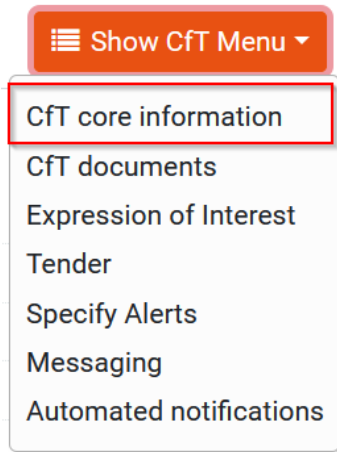 Show CfT Menu
CfT core information
CfT documents
Expression of Interest
Tender
Specify Alerts
Messaging
Automated notifications